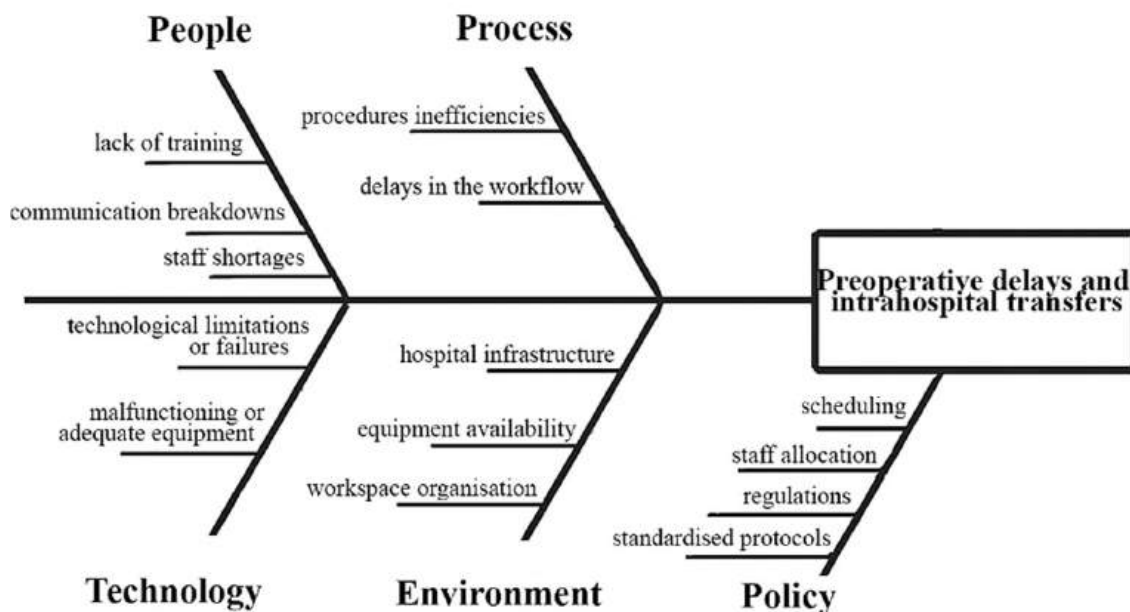 People
Process
procedures inefficiencies
lack of training
delays in the workflow
communication breakdowns
staff shortages
Preoperative delays and
intrahospital transfers
technological limitations
or failures
hospital infrastructure
malfunctioning or
adequate equipment
equipment availability
workspace organisation
scheduling
staff allocation
regulations
standardised protocols
Technology
Environment
Policy